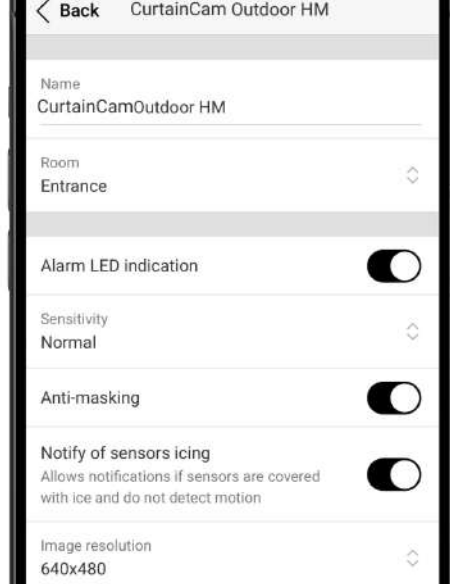 Back CurtainCam Outdoor HM
Name
CurtainCamOutdoor HM
Room
Entrance
Alarm LED indication
Sensitivity
Normal
Anti-masking
Notify of sensors icing
Allows notifications if sensors are covered
with ice and do not detect motion
Image resolution
640x480